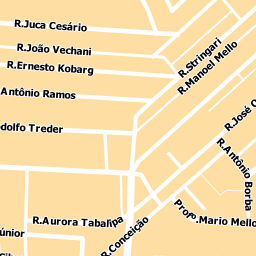 R.Juca Cesário
R.João Vechani
R.Ernesto Kobarg
R.Stringari
R.Manoel Mello
Antônio Ramos
odolfo Treder
R.José O
R.Antônio Borba
R.Aurora Tabalipa
R.Conceição
Profº.Mario Mello
únior